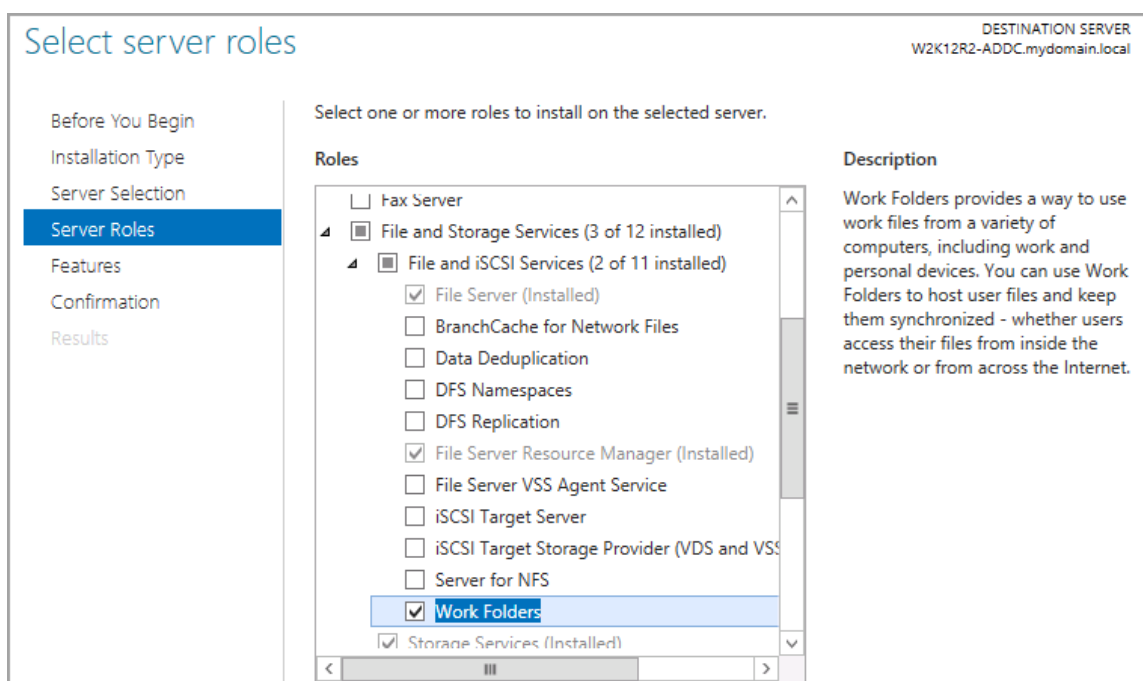 Select server roles
DESTINATION SERVER
W2K12R2-ADDC.mydomain.local
Before You Begin
Installation Type
Server Selection
Server Roles
Features
Confirmation
Results
Select one or more roles to install on the selected server.
Roles
Fax Server
File and Storage Services (3 of 12 installed)
File and iSCSI Services (2 of 11 installed)
File Server (Installed)
BranchCache for Network Files
Data Deduplication
DFS Namespaces
DFS Replication
File Server Resource Manager (Installed)
File Server VSS Agent Service
iSCSI Target Server
iSCSI Target Storage Provider (VDS and VSS
Server for NFS
Work Folders
Storage Services (Installed)
Description
Work Folders provides a way to use
work files from a variety of
computers, including work and
personal devices. You can use Work
Folders to host user files and keep
them synchronized - whether users
access their files from inside the
network or from across the Internet.